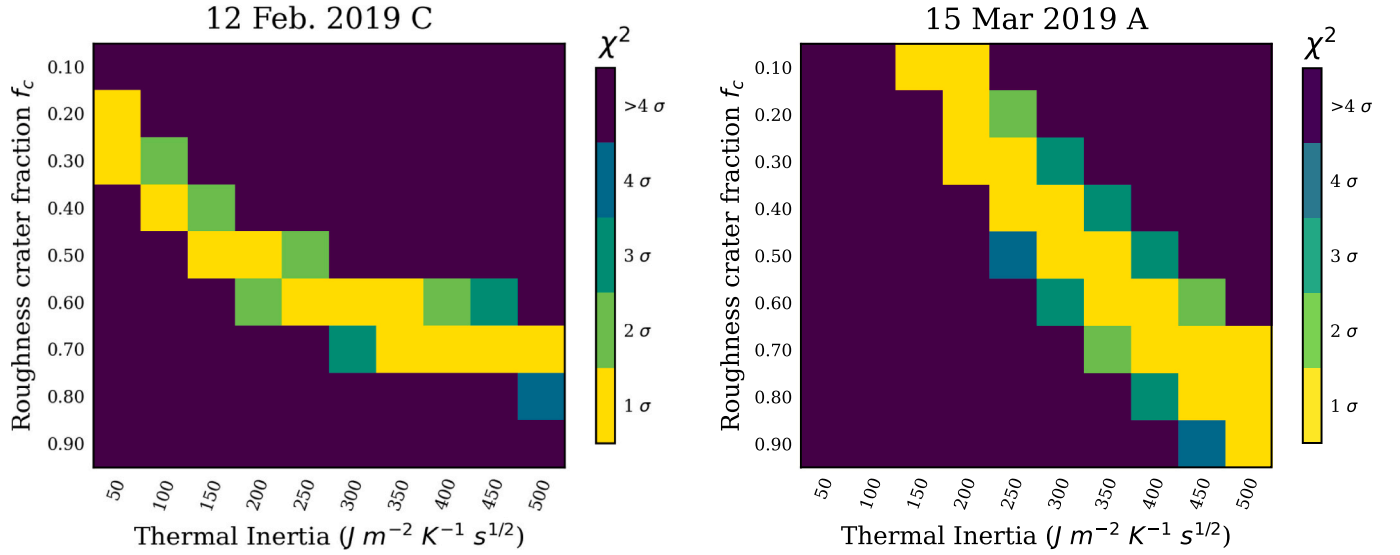 12 Feb. 2019 C
Roughness crater fraction f_c
0.10
0.20
0.30
0.40
0.50
0.60
0.70
0.80
0.90
50
100
150
200
250
300
350
400
450
500
Thermal Inertia (J m⁻² K⁻¹ s^{1/2})
χ²
>4 σ
4 σ
3 σ
2 σ
1 σ
15 Mar 2019 A
Roughness crater fraction f_c
0.10
0.20
0.30
0.40
0.50
0.60
0.70
0.80
0.90
50
100
150
200
250
300
350
400
450
500
Thermal Inertia (J m⁻² K⁻¹ s^{1/2})
χ²
>4 σ
4 σ
3 σ
2 σ
1 σ